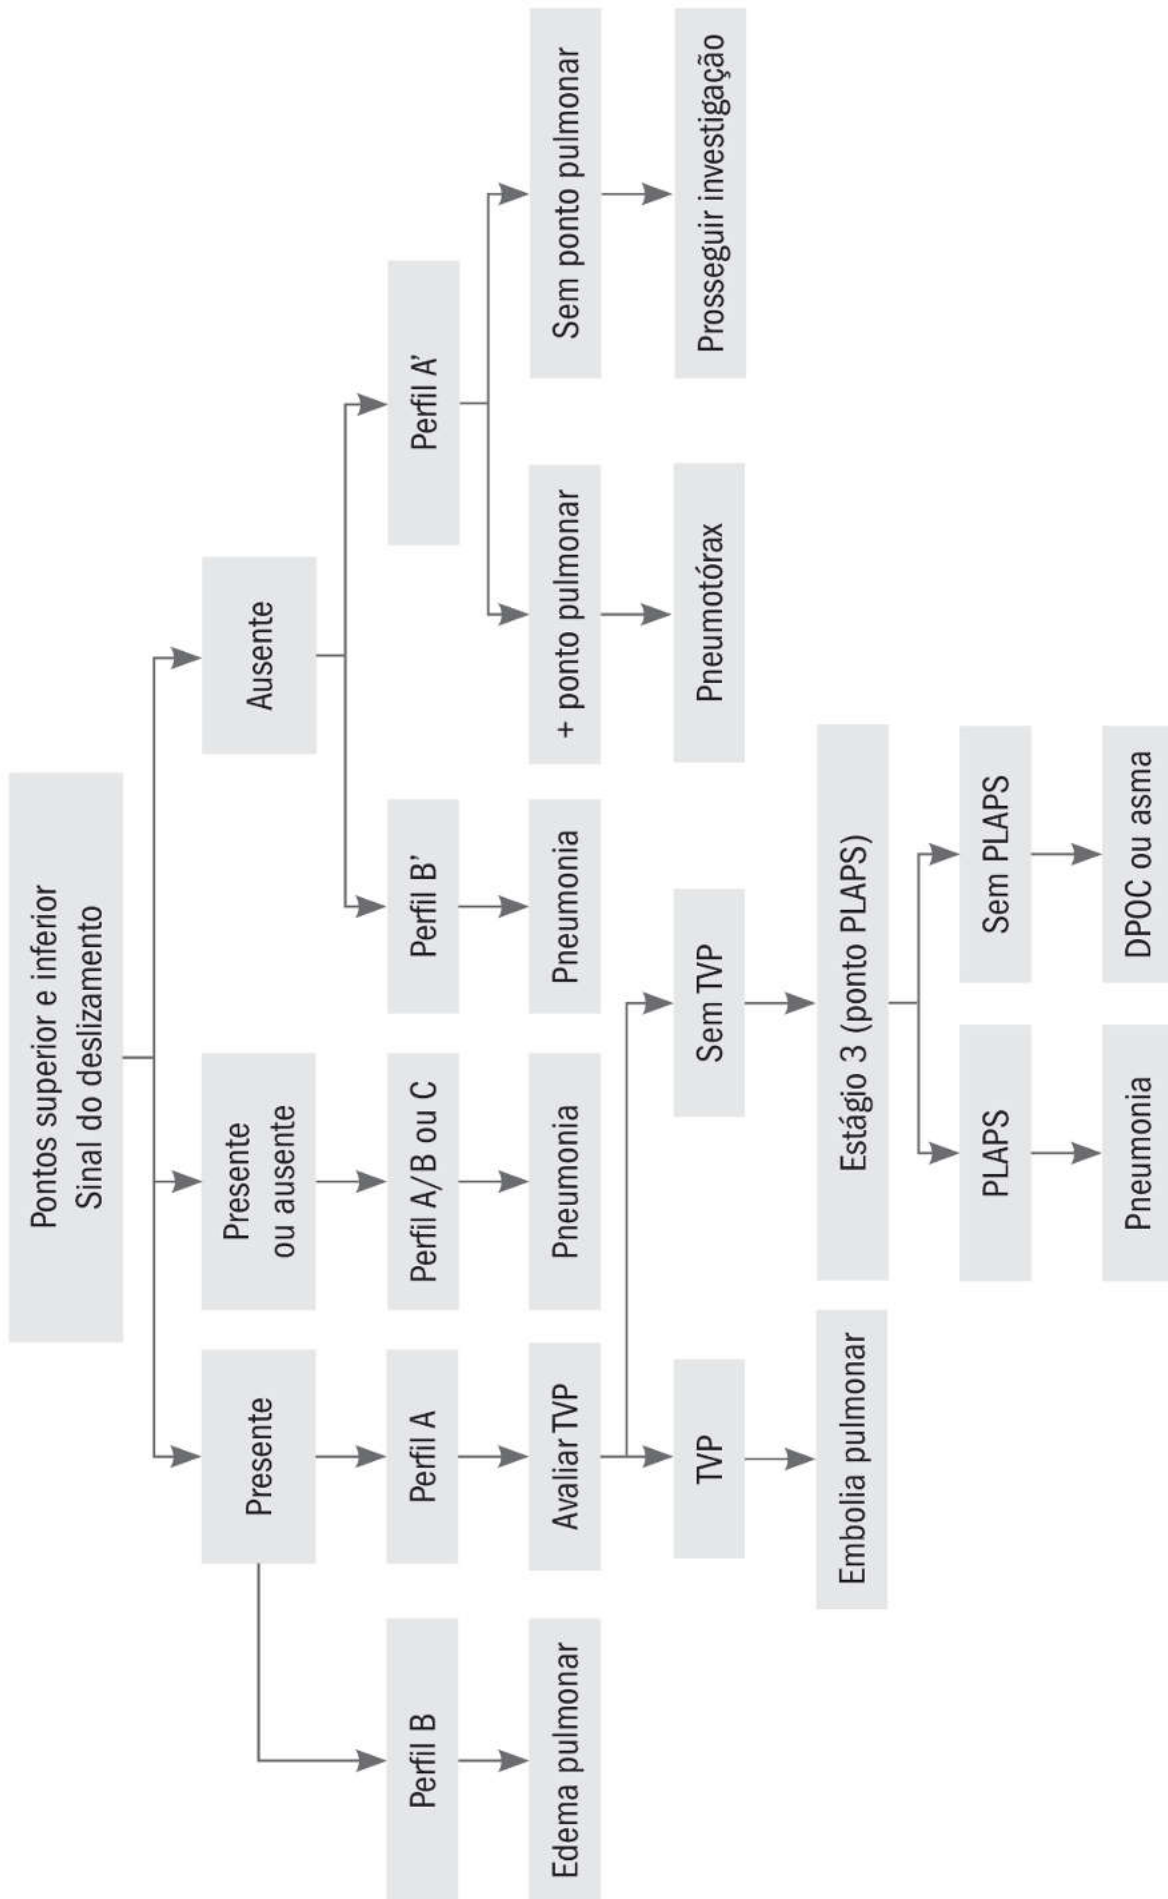 Pontos superior e inferior
Sinal do deslizamento
Presente
Presente
ou ausente
Ausente
Perfil B
Perfil A
Perfil A/B ou C
Perfil B’
Perfil A’
Edema pulmonar
Avaliar TVP
Pneumonia
Pneumonia
+ ponto pulmonar
Sem ponto pulmonar
TVP
Sem TVP
Pneumotórax
Prosseguir investigação
Embolia pulmonar
Estágio 3 (ponto PLAPS)
PLAPS
Sem PLAPS
Pneumonia
DPOC ou asma